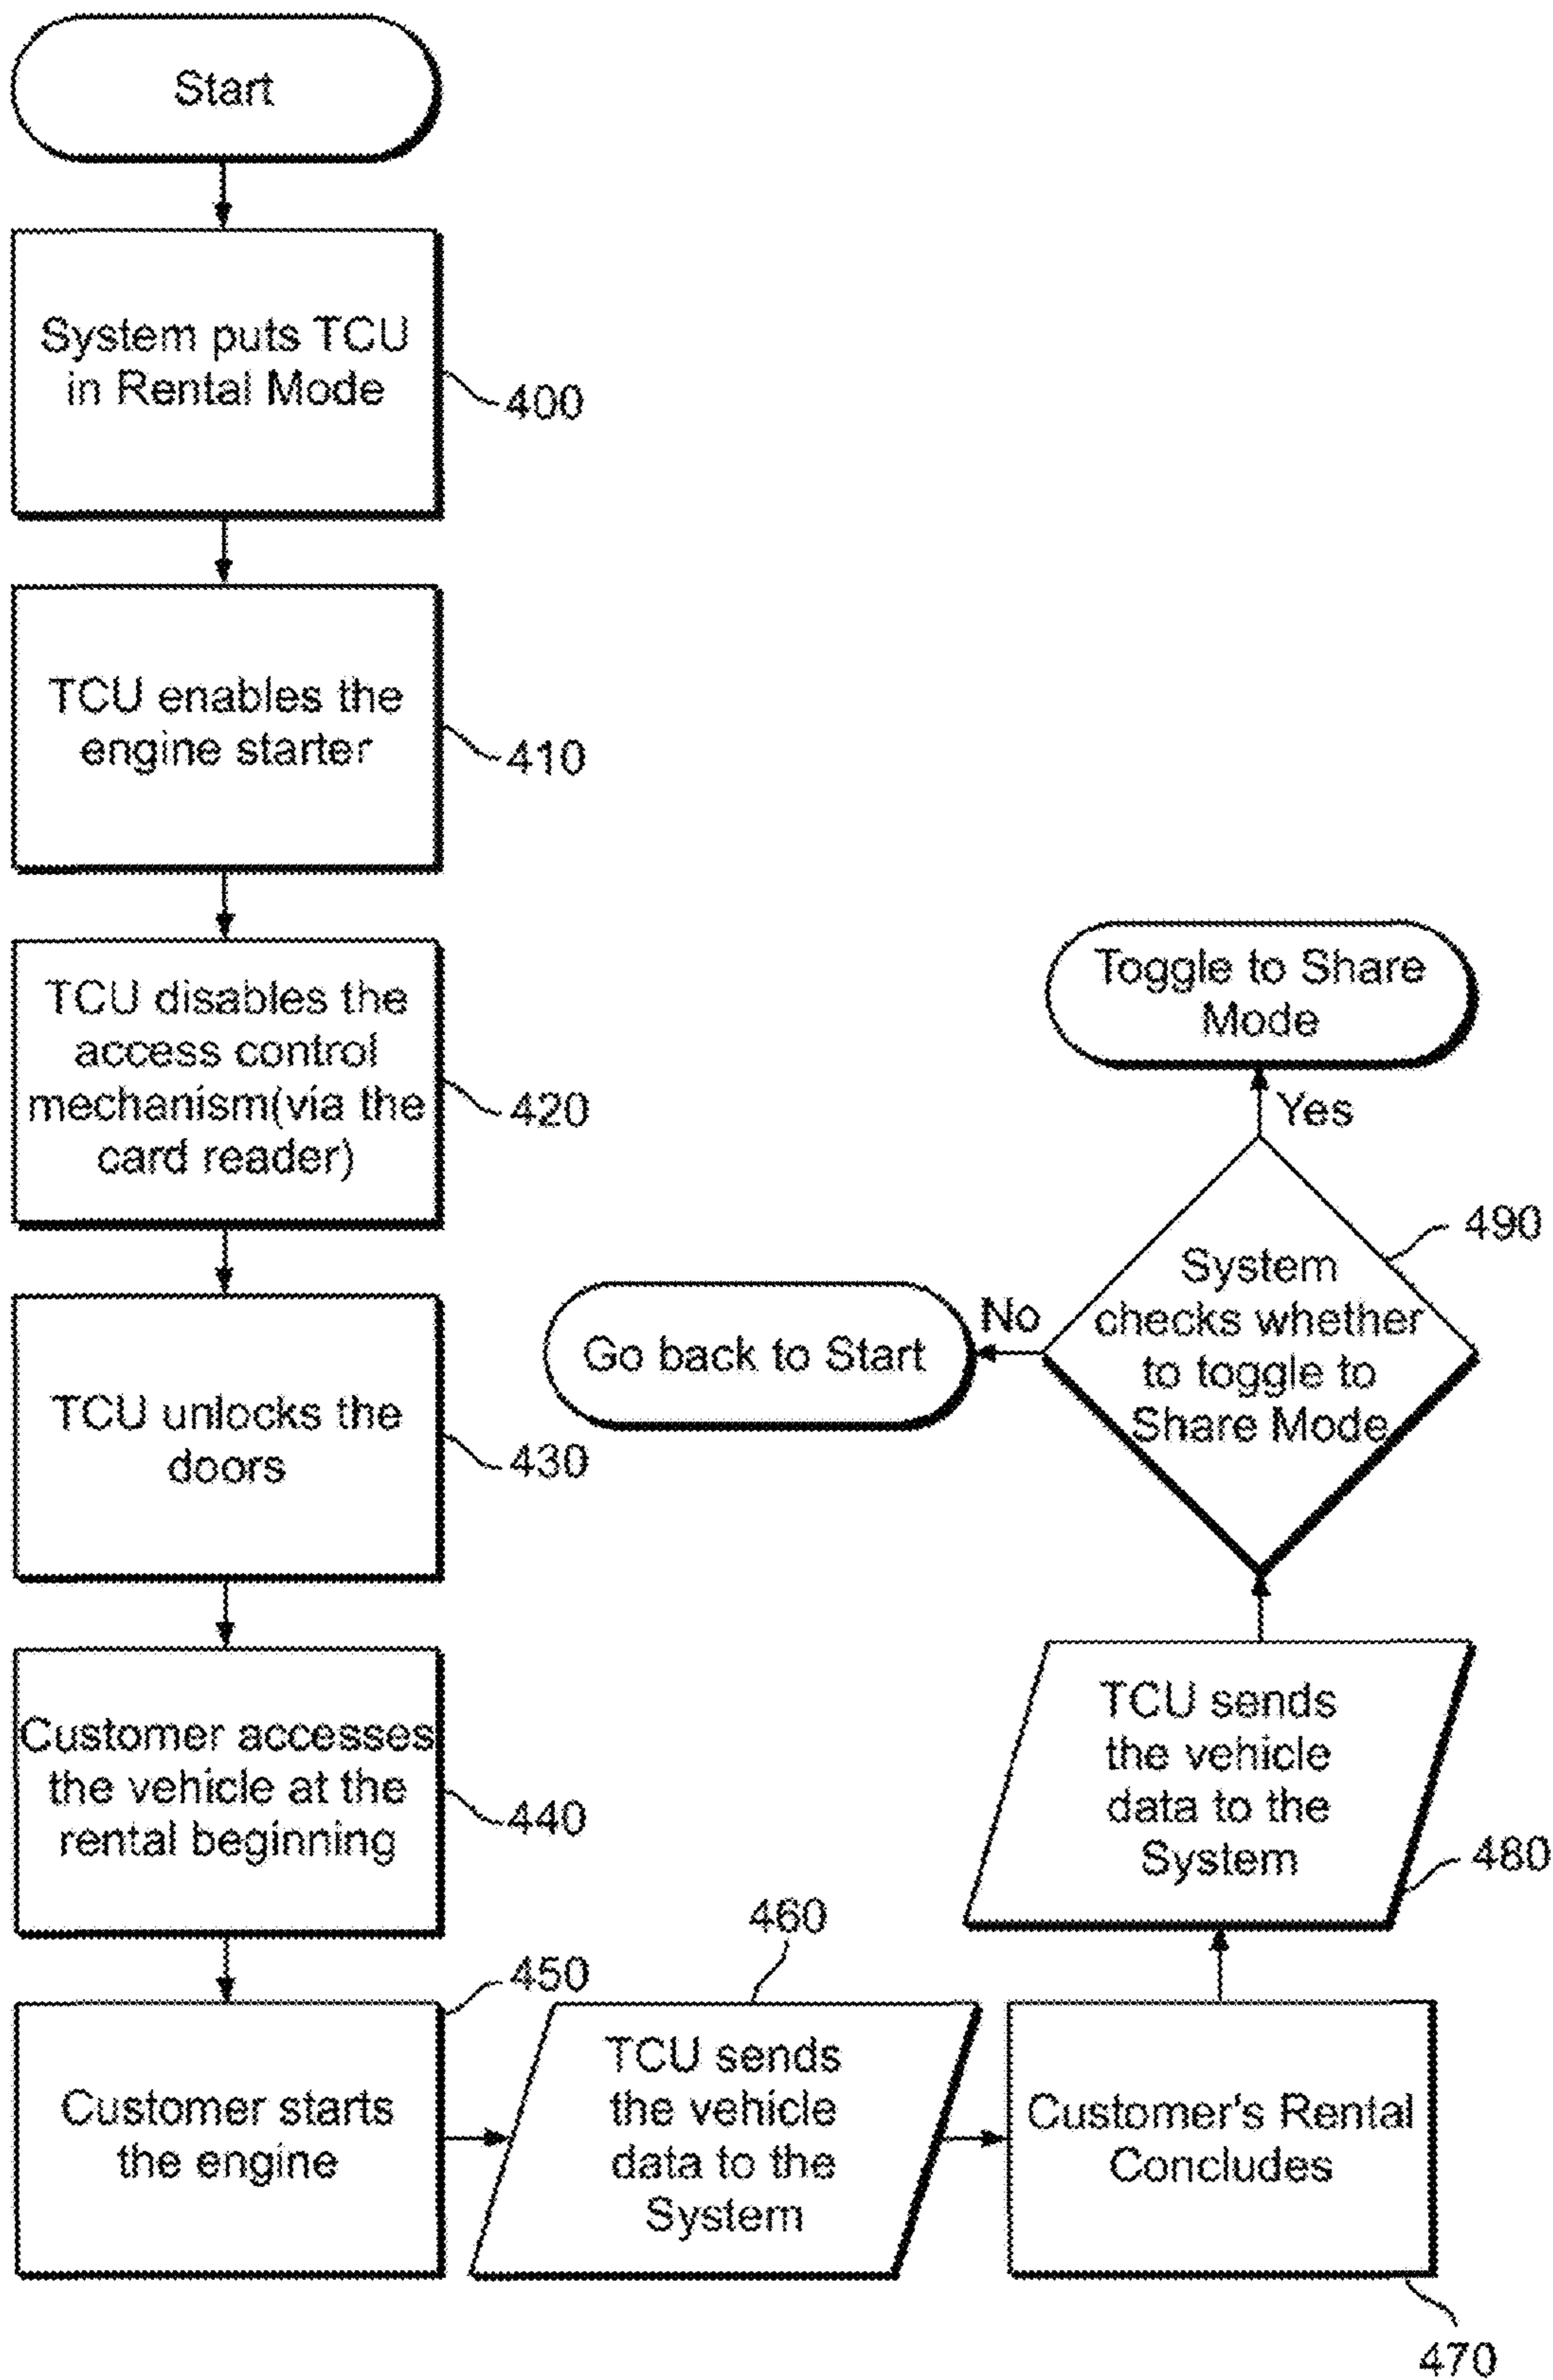 Start
System puts TCU
in Rental Mode
400
TCU enables the
engine starter
410
TCU disables the
access control
mechanism(via the
card reader)
420
TCU unlocks the
doors
430
Customer accesses
the vehicle at the
rental beginning
440
Customer starts
the engine
450
TCU sends
the vehicle
data to the
System
460
Customer's Rental
Concludes
470
TCU sends
the vehicle
data to the
System
480
System
checks whether
to toggle to
Share Mode
490
No
Go back to Start
Yes
Toggle to Share
Mode